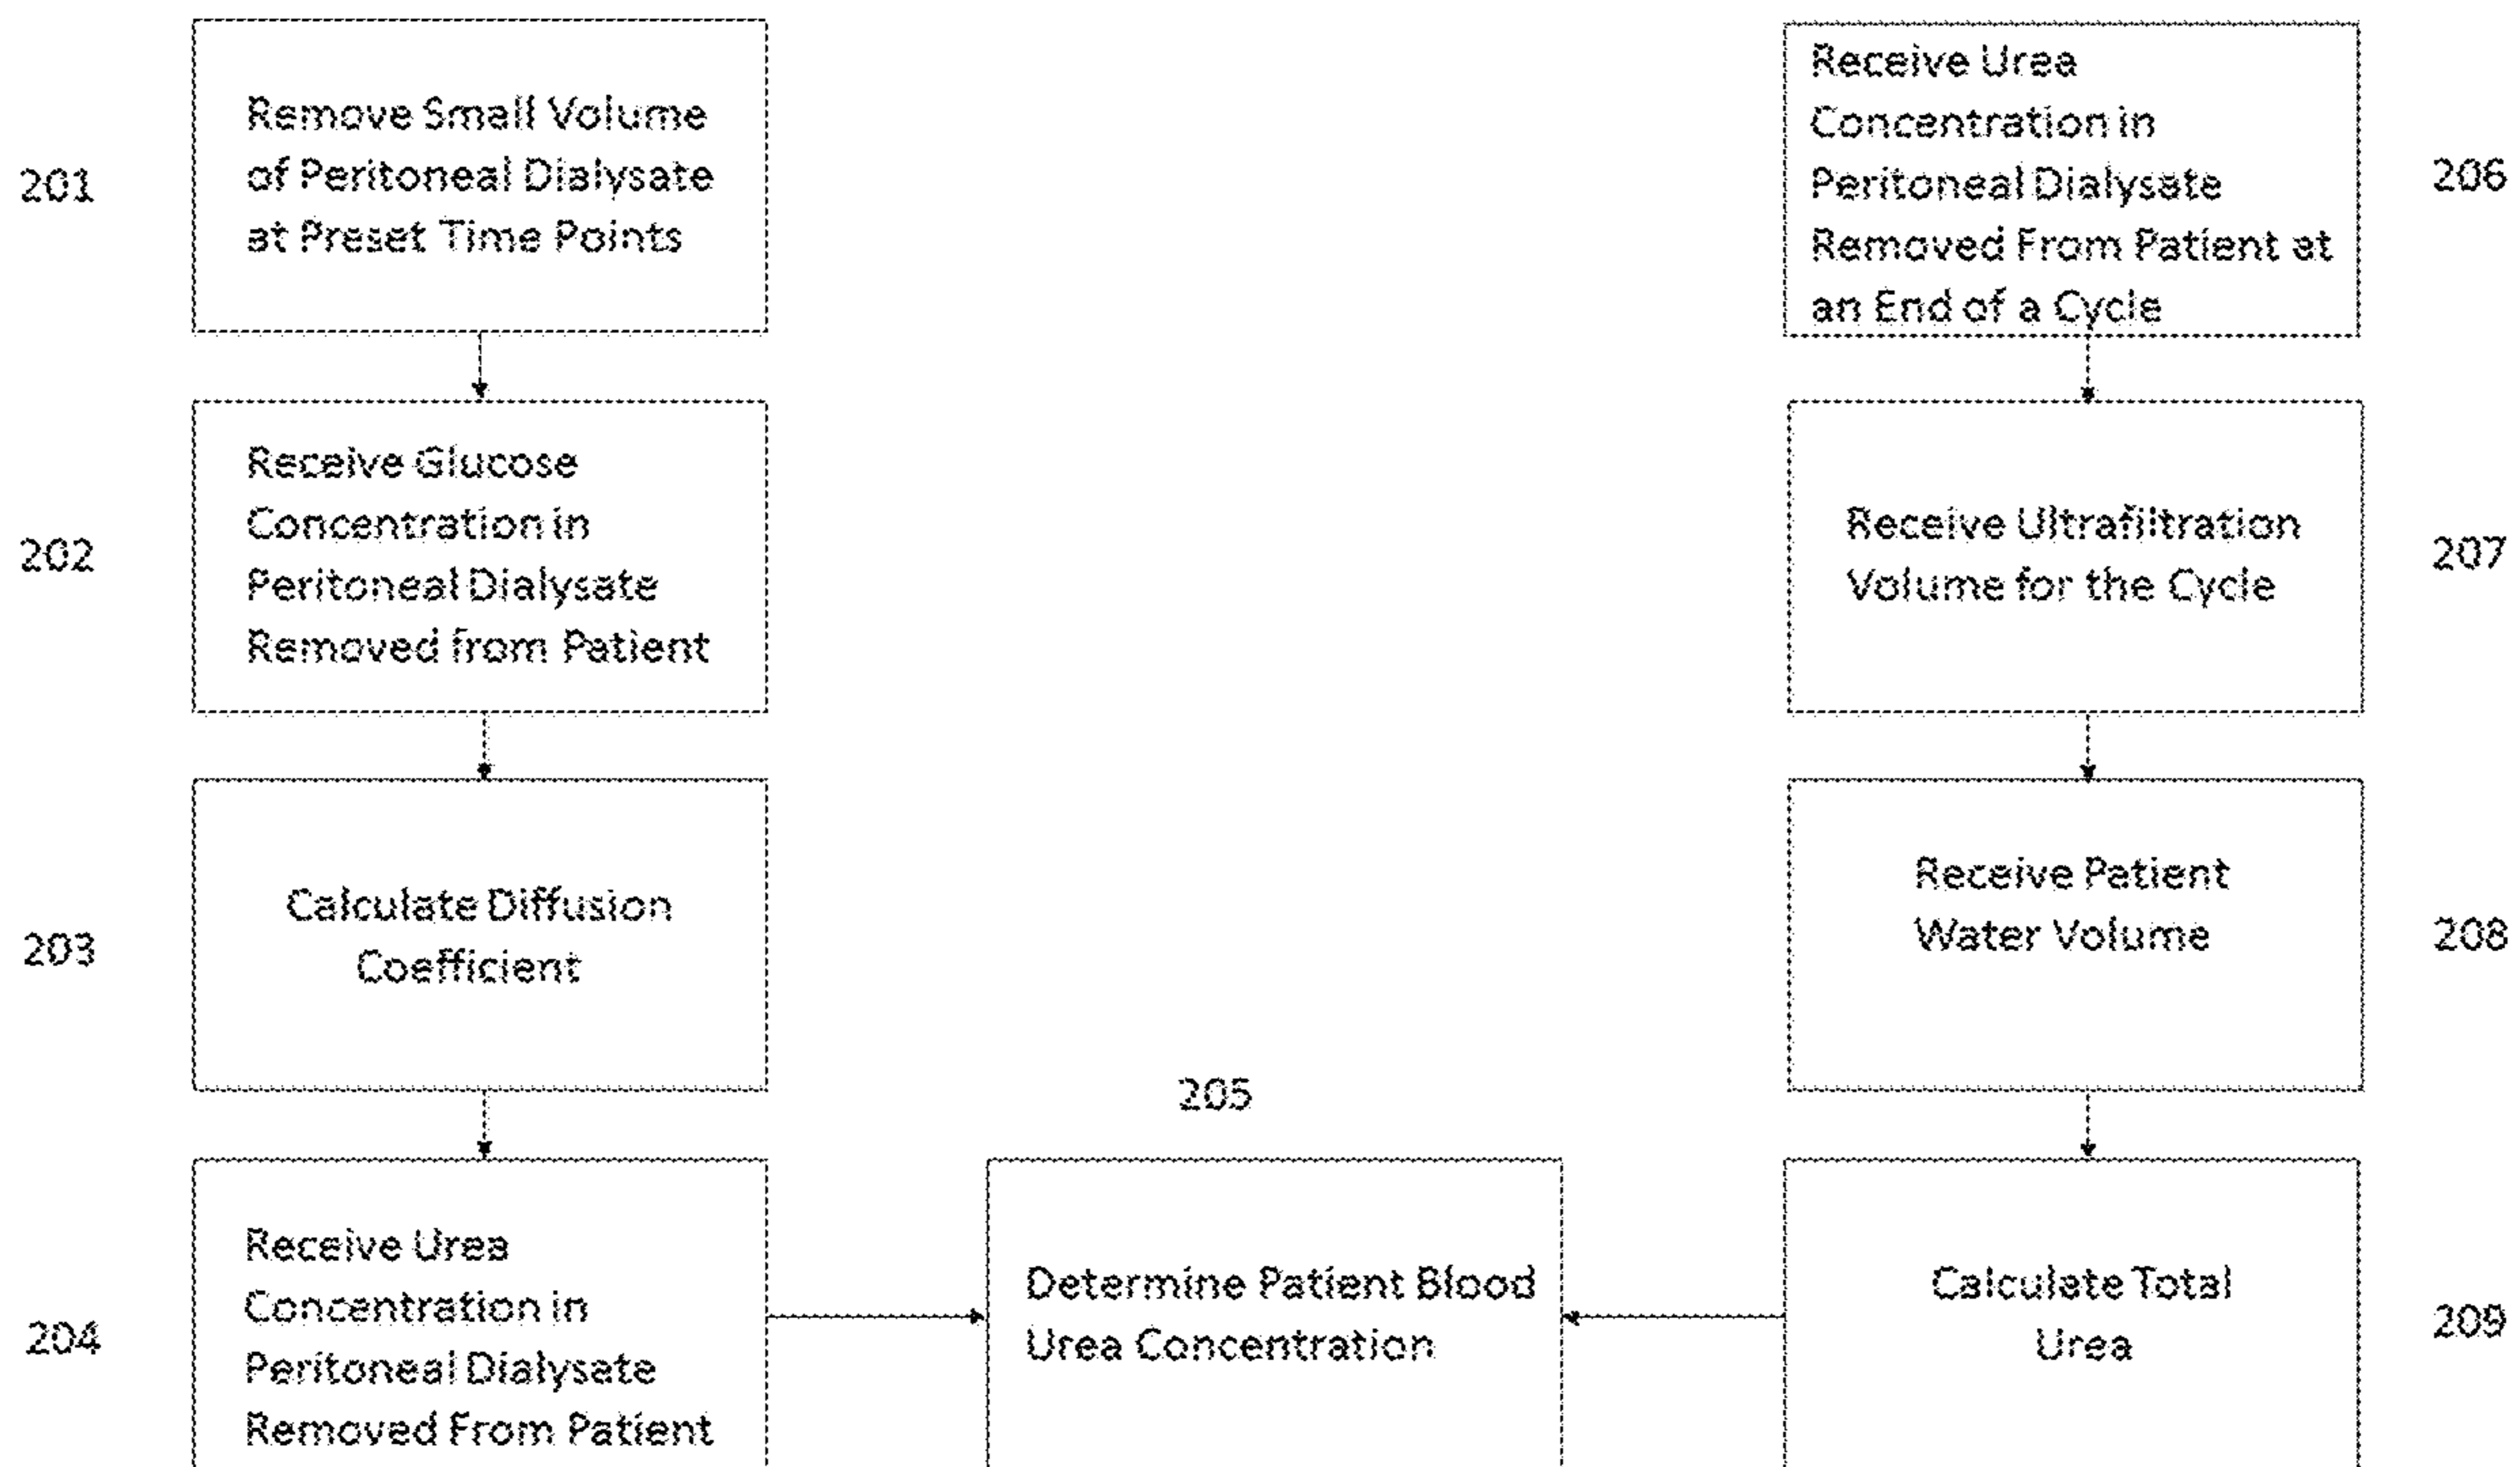 201
Remove Small Volume
of Peritoneal Dialysate
at Preset Time Points
202
Receive Glucose
Concentration in
Peritoneal Dialysate
Removed from Patient
203
Calculate Diffusion
Coefficient
204
Receive Urea
Concentration in
Peritoneal Dialysate
Removed From Patient
205
Determine Patient Blood
Urea Concentration
Receive Urea
Concentration in
Peritoneal Dialysate
Removed From Patient at
an End of a Cycle
206
Receive Ultrafiltration
Volume for the Cycle
207
Receive Patient
Water Volume
208
Calculate Total
Urea
209